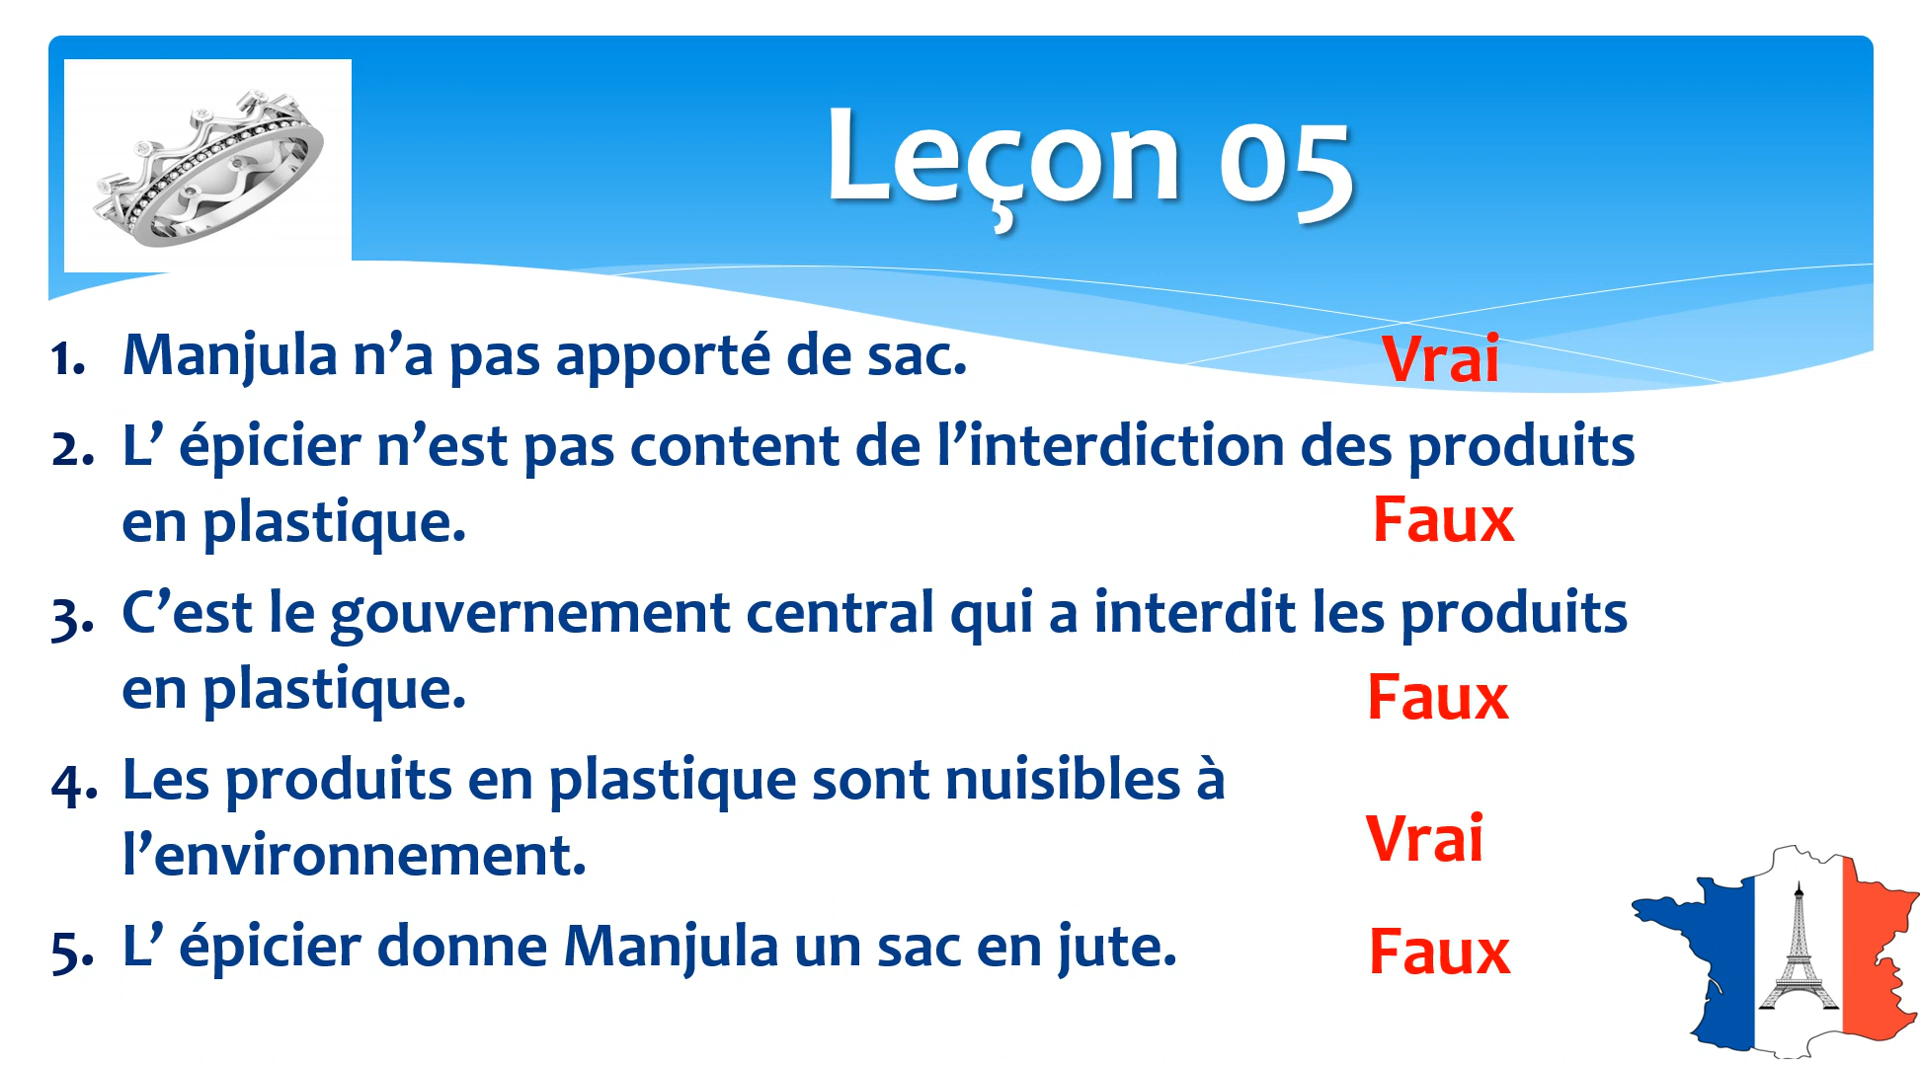 Leçon 05
1. Manjula n’a pas apporté de sac. Vrai
2. L’ épicier n’est pas content de l’interdiction des produits
en plastique. Faux
3. C’est le gouvernement central qui a interdit les produits
en plastique. Faux
4. Les produits en plastique sont nuisibles à
l’environnement. Vrai
5. L’ épicier donne Manjula un sac en jute. Faux